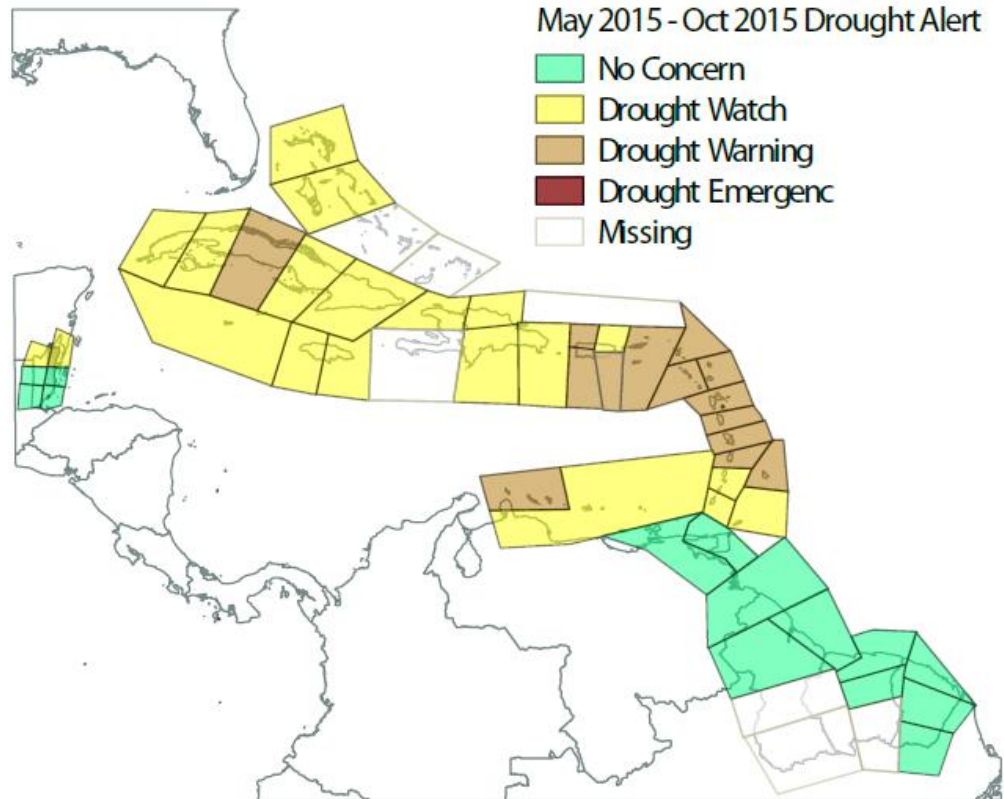 May 2015 - Oct 2015 Drought Alert
No Concern
Drought Watch
Drought Warning
Drought Emergenc
Missing